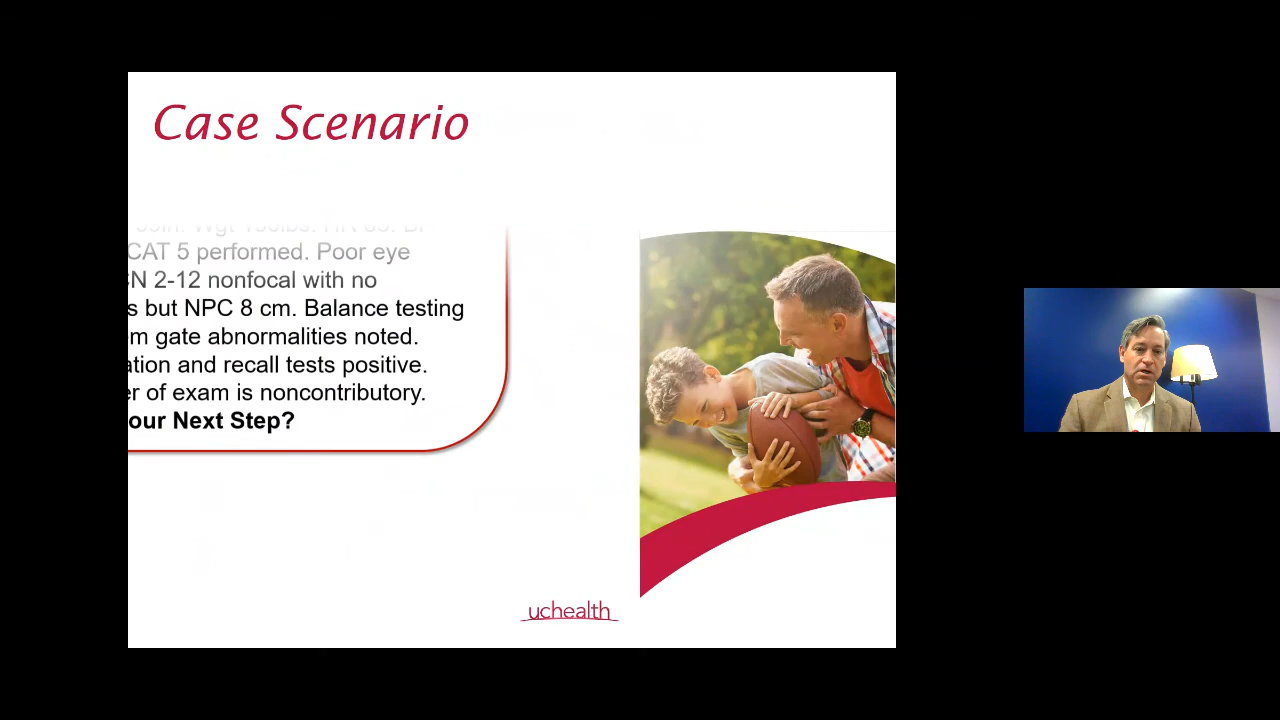 Case Scenario
CAT 5 performed. Poor eye
CN 2-12 nonfocal with no
s but NPC 8 cm. Balance testing
m gate abnormalities noted.
ation and recall tests positive.
er of exam is noncontributory.
our Next Step?
uchealth